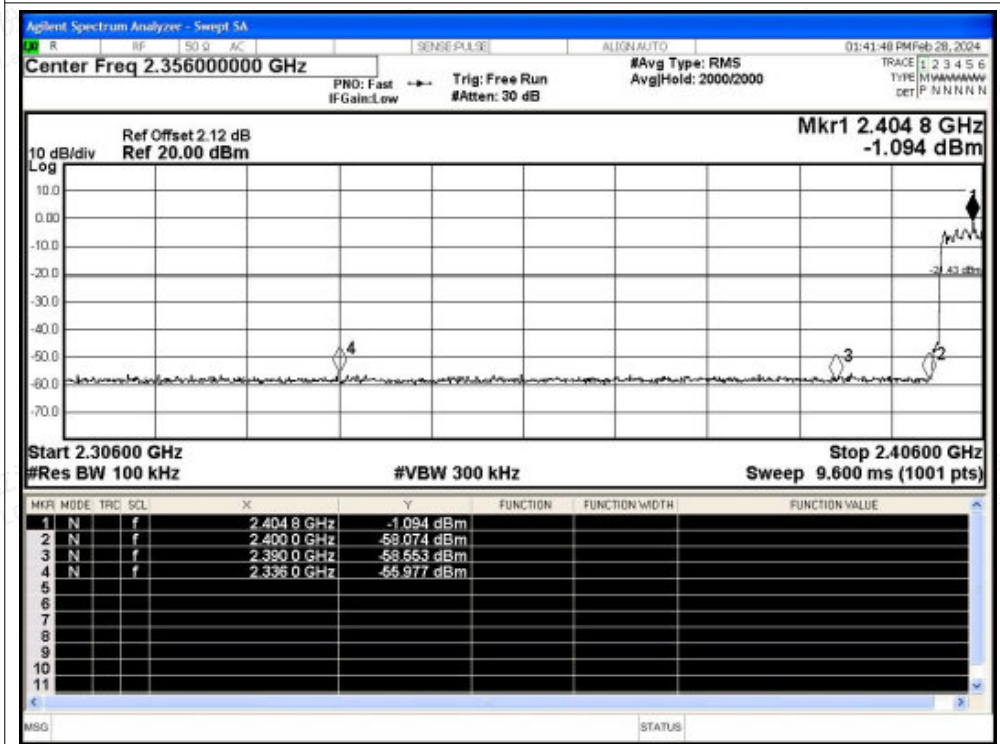 Agilent Spectrum Analyzer - Swept SA
LXI R RF 50 Ω AC SENSE:PULSE ALIGN AUTO 01:41:48 PM Feb 28, 2024
Center Freq 2.356000000 GHz
PNO: Fast
IFGain:Low
Trig: Free Run
#Atten: 30 dB
#Avg Type: RMS
Avg|Hold: 2000/2000
TRACE 1 2 3 4 5 6
TYPE M
DET P N N N N N
Ref Offset 2.12 dB
Ref 20.00 dBm
10 dB/div
Log
Mkr1 2.404 8 GHz
-1.094 dBm
10.0
0.00
-10.0
-20.0
-30.0
-40.0
-50.0
-60.0
-70.0
1
4
3
2
Start 2.30600 GHz
Stop 2.40600 GHz
#Res BW 100 kHz
#VBW 300 kHz
Sweep 9.600 ms (1001 pts)
MKR MODE TRC SCL X Y FUNCTION FUNCTION WIDTH FUNCTION VALUE
1 N f 2.404 8 GHz -1.094 dBm
2 N f 2.400 0 GHz -58.074 dBm
3 N f 2.390 0 GHz -58.553 dBm
4 N f 2.336 0 GHz -55.977 dBm
5
6
7
8
9
10
11
MSG
STATUS